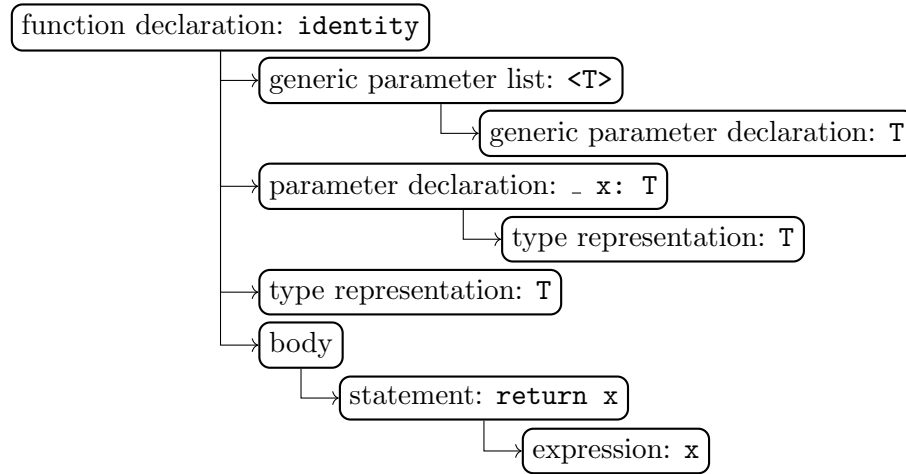 function declaration: identity
generic parameter list: <T>
generic parameter declaration: T
parameter declaration: _ x: T
type representation: T
type representation: T
body
statement: return x
expression: x